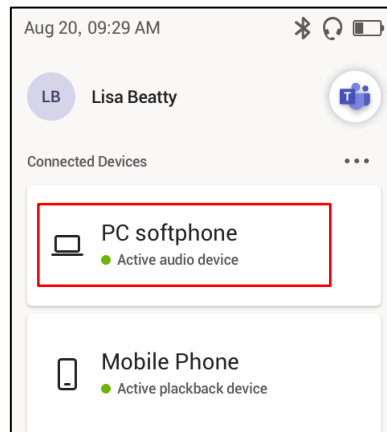 Aug 20, 09:29 AM
LB Lisa Beatty
T
Connected Devices
PC softphone
Active audio device
Mobile Phone
Active plackback device